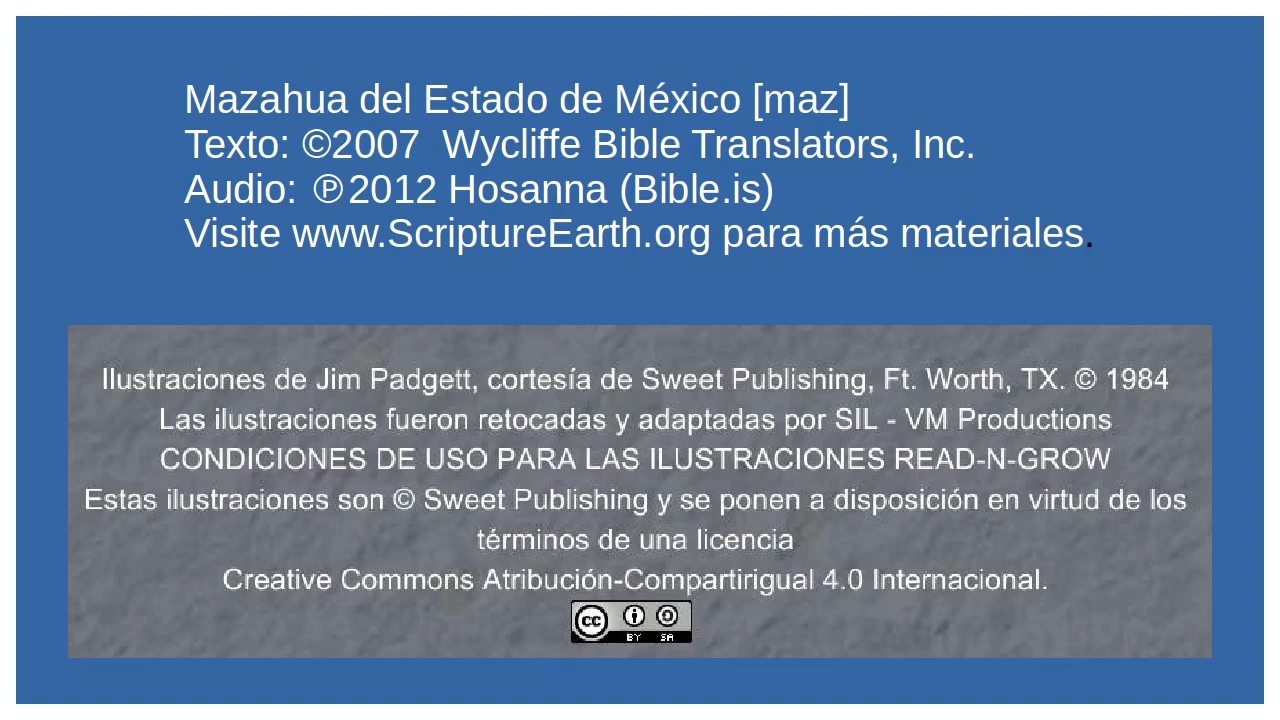 Mazahua del Estado de México [maz]
Texto: ©2007  Wycliffe Bible Translators, Inc.
Audio: ℗2012 Hosanna (Bible.is)
Visite www.ScriptureEarth.org para más materiales.
Ilustraciones de Jim Padgett, cortesía de Sweet Publishing, Ft. Worth, TX. © 1984
Las ilustraciones fueron retocadas y adaptadas por SIL - VM Productions
CONDICIONES DE USO PARA LAS ILUSTRACIONES READ-N-GROW
Estas ilustraciones son © Sweet Publishing y se ponen a disposición en virtud de los
términos de una licencia
Creative Commons Atribución-Compartirigual 4.0 Internacional.
cc
BY SA